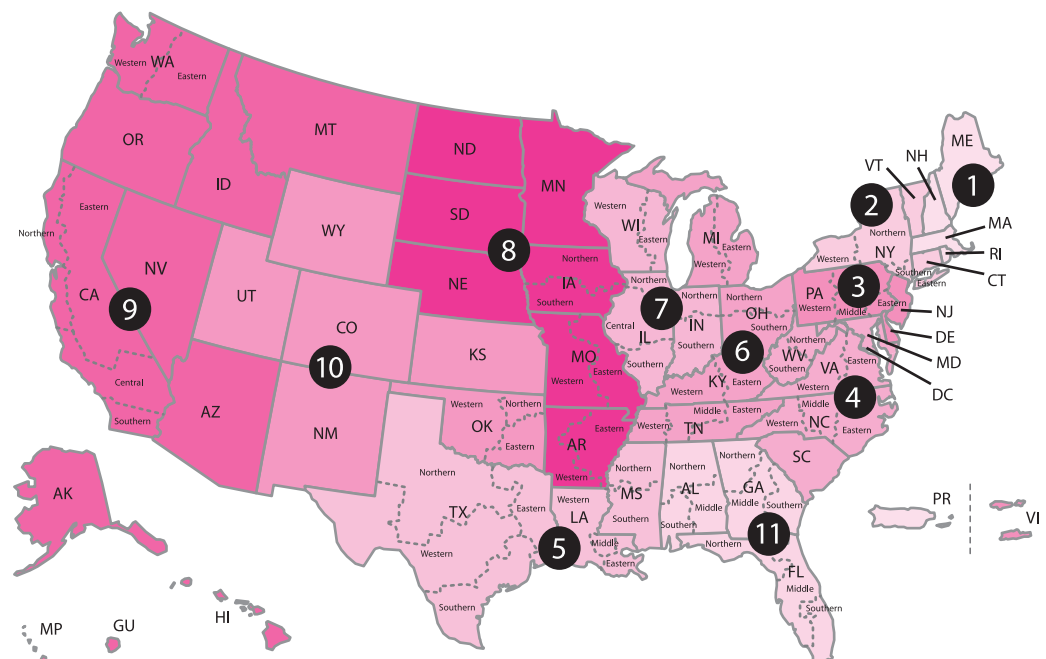 WA
Western
Eastern
OR
ID
MT
ND
MN
SD
8
NE
IA
Northern
Southern
WY
NV
UT
CO
KS
CA
Eastern
Northern
Central
Southern
9
10
AZ
NM
OK
Western
Northern
Eastern
MO
Western
Eastern
AR
Eastern
Western
TX
Northern
Eastern
Western
Southern
LA
Western
Middle
Eastern
5
MS
Northern
Southern
AL
Northern
Middle
Southern
GA
Northern
Middle
Southern
11
FL
Northern
Middle
Southern
WI
Western
Eastern
MI
Western
Eastern
7
IL
Northern
Central
Southern
IN
Northern
Southern
OH
Northern
Southern
6
KY
Western
Eastern
TN
Western
Middle
Eastern
WV
Northern
Southern
VA
Eastern
Western
4
NC
Western
Middle
Eastern
SC
PA
Western
Middle
Eastern
3
NY
Western
Northern
Southern
Eastern
2
VT
NH
ME
1
MA
RI
CT
NJ
DE
MD
DC
PR
VI
AK
HI
GU
MP